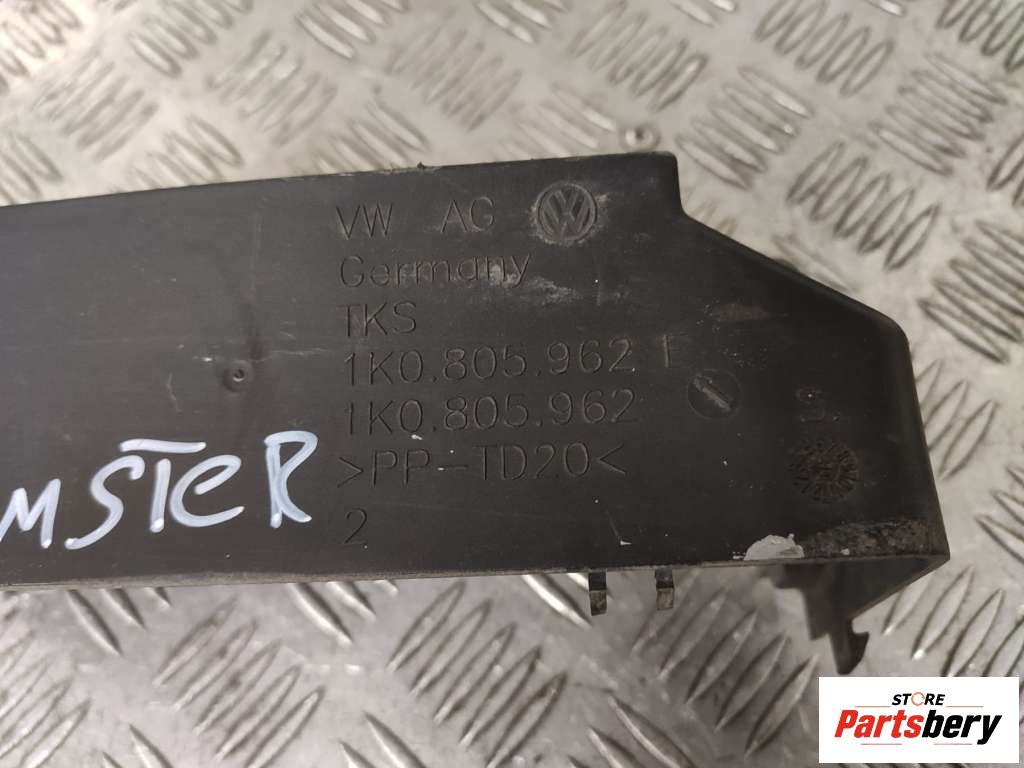 VW AG
Germany
TKS
1K0.805.962 F
1K0.805.962
>PP-TD20<
2
MSTER
STORE
Partsbery